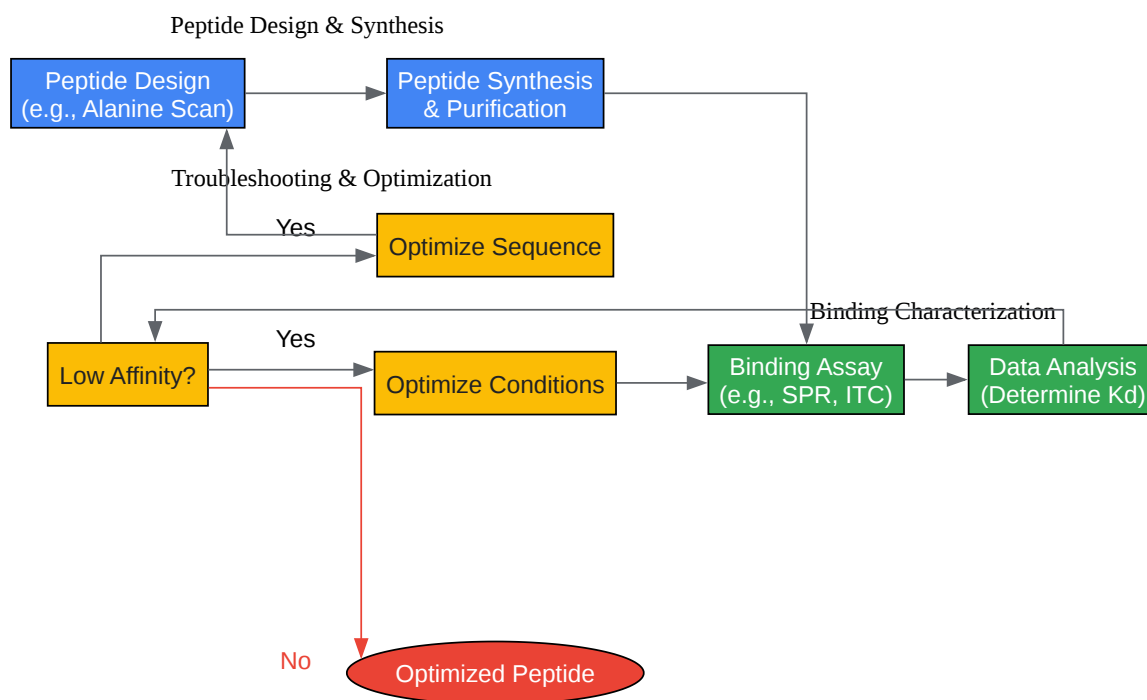 Peptide Design & Synthesis
Peptide Design
(e.g., Alanine Scan)
Peptide Synthesis
& Purification
Troubleshooting & Optimization
Yes
Optimize Sequence
Binding Characterization
Yes
Low Affinity?
Optimize Conditions
Binding Assay
(e.g., SPR, ITC)
Data Analysis
(Determine Kd)
No
Optimized Peptide